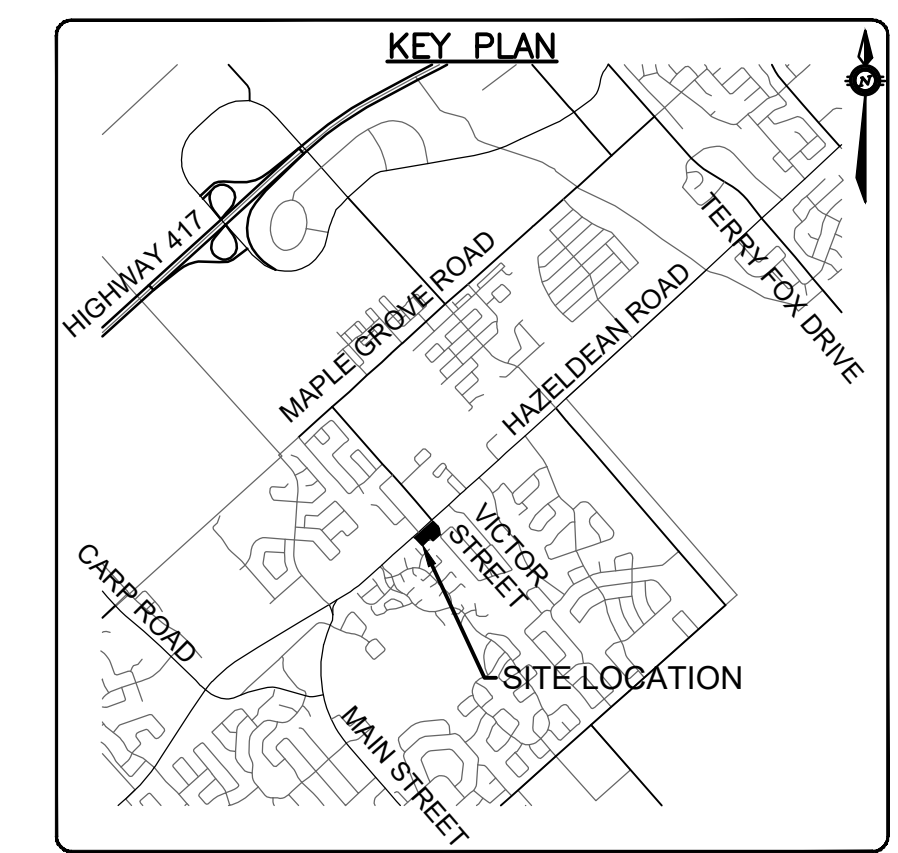 KEY PLAN
N
HIGHWAY 417
MAPLE GROVE ROAD
TERRY FOX DRIVE
HAZELDEAN ROAD
VICTOR
STREET
CARP ROAD
SITE LOCATION
MAIN STREET